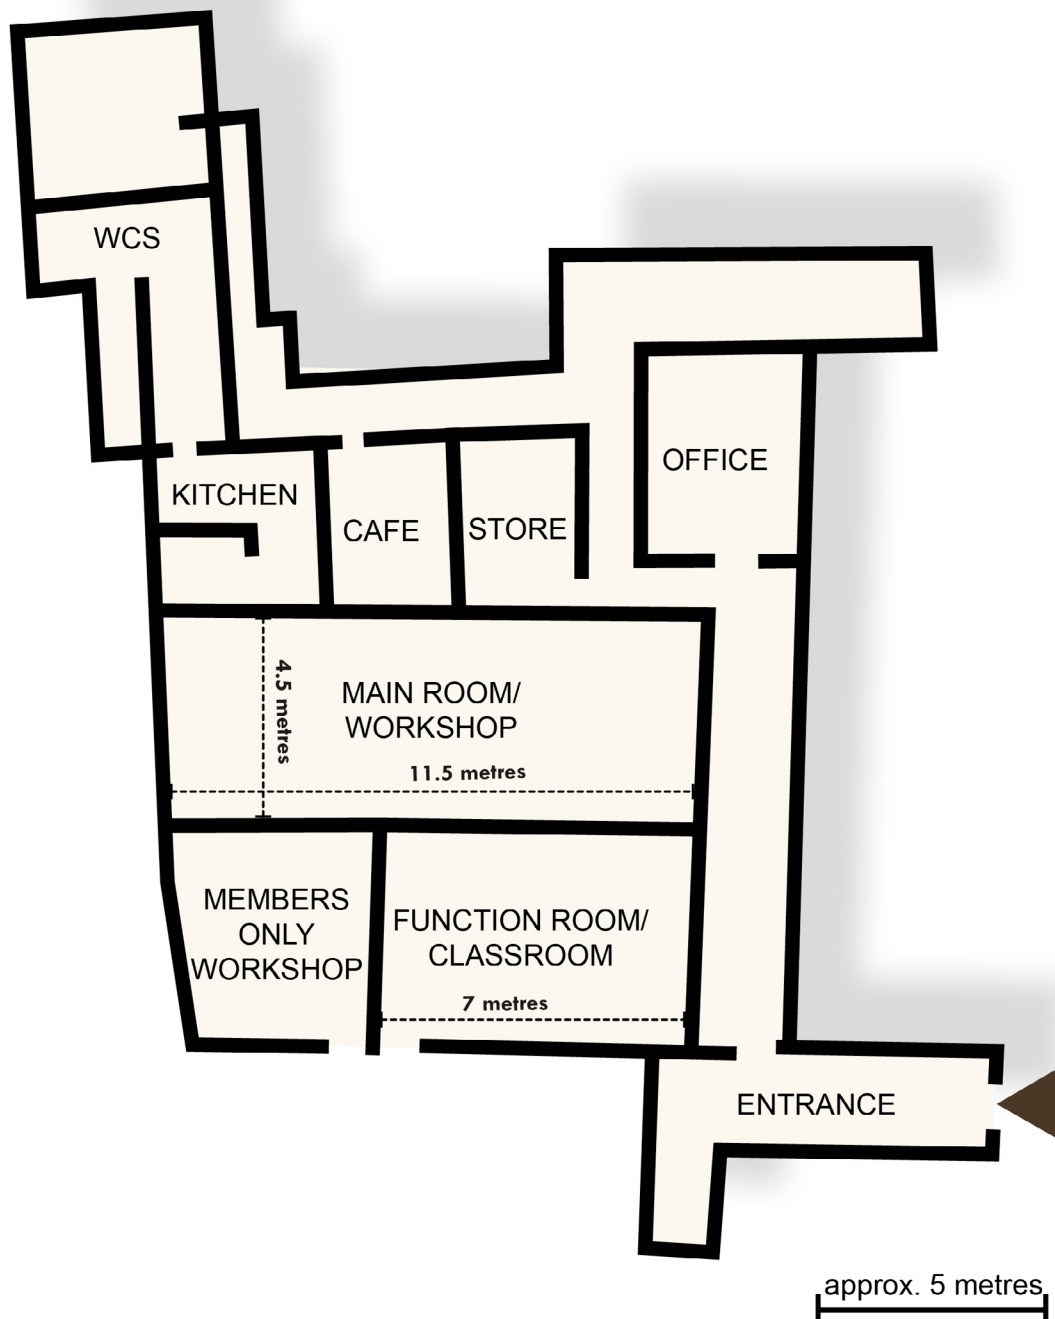 WCS
OFFICE
KITCHEN
CAFE
STORE
MAIN ROOM/
WORKSHOP
4.5 metres
11.5 metres
MEMBERS
ONLY
WORKSHOP
FUNCTION ROOM/
CLASSROOM
7 metres
ENTRANCE
approx. 5 metres